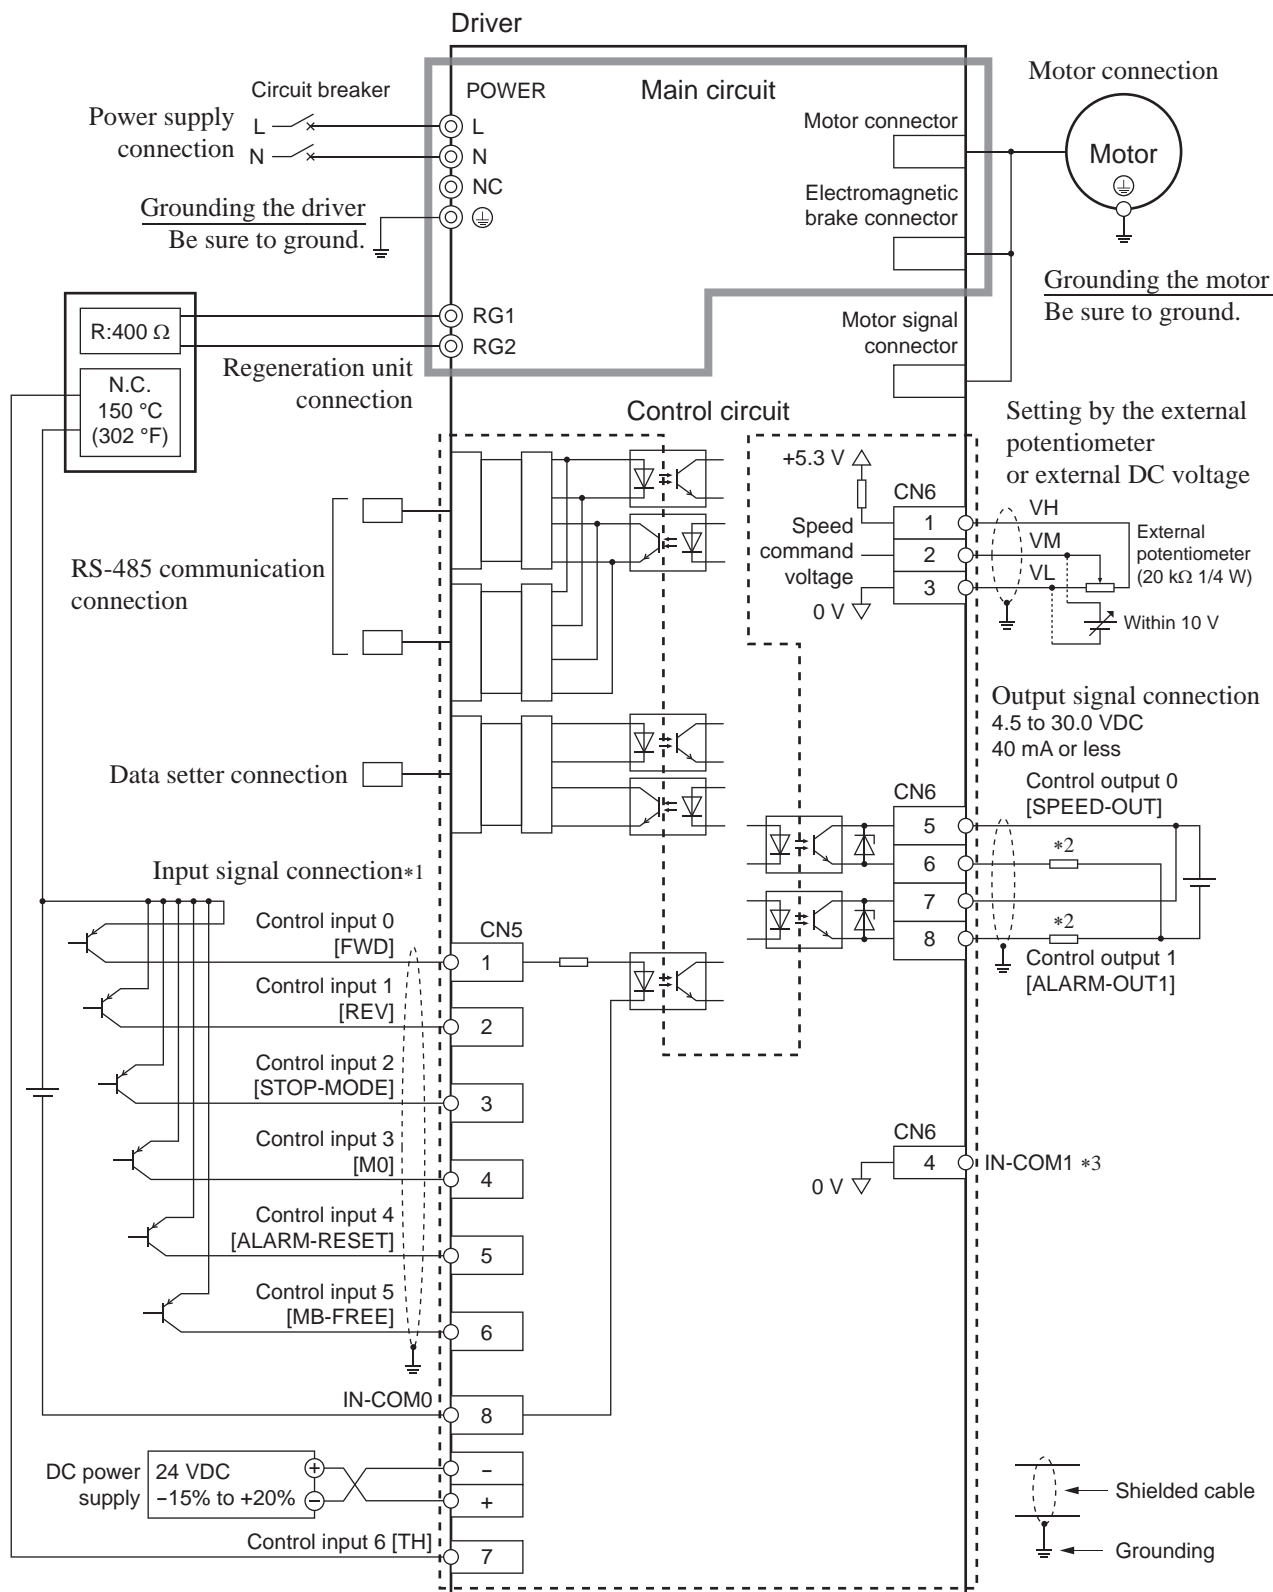 Driver
Circuit breaker
POWER
Main circuit
Motor connection
Power supply
connection
L
N
L
N
NC
Motor connector
Motor
Electromagnetic
brake connector
Grounding the driver
Be sure to ground.
Grounding the motor
Be sure to ground.
R:400 Ω
RG1
RG2
Motor signal
connector
Regeneration unit
connection
N.C.
150 °C
(302 °F)
Control circuit
Setting by the external
potentiometer
or external DC voltage
+5.3 V
CN6
1
2
3
Speed
command
voltage
0 V
VH
VM
VL
External
potentiometer
(20 kΩ 1/4 W)
Within 10 V
RS-485 communication
connection
Data setter connection
Output signal connection
4.5 to 30.0 VDC
40 mA or less
Control output 0
[SPEED-OUT]
CN6
5
6
7
8
*2
*2
Control output 1
[ALARM-OUT1]
Input signal connection*1
Control input 0
[FWD]
CN5
1
Control input 1
[REV]
2
Control input 2
[STOP-MODE]
3
Control input 3
[M0]
4
CN6
4
IN-COM1 *3
0 V
Control input 4
[ALARM-RESET]
5
Control input 5
[MB-FREE]
6
IN-COM0
8
DC power
supply
24 VDC
−15% to +20%
+
−
−
+
Control input 6 [TH]
7
Shielded cable
Grounding